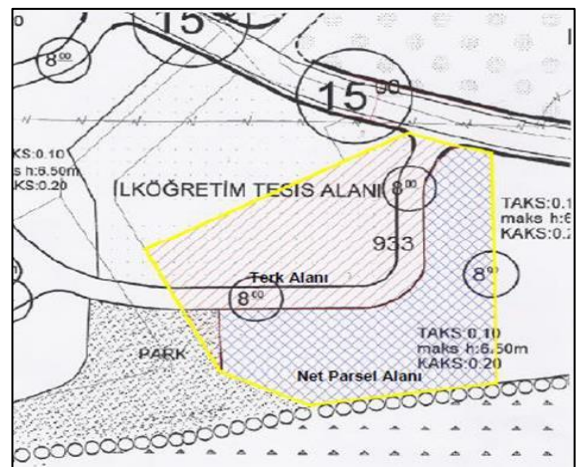 15
8⁰⁰
15⁰⁰
KS:0.10
s h:6.50m
KS:0.20
İLKÖĞRETİM TESIS ALANI
8⁰⁰
TAKS:0.1
maks h:6
KAKS:0.2
933
Terk Alanı
8⁰⁰
TAKS:0.10
maks h:6.50m
KAKS:0.20
PARK
Net Parsel Alanı